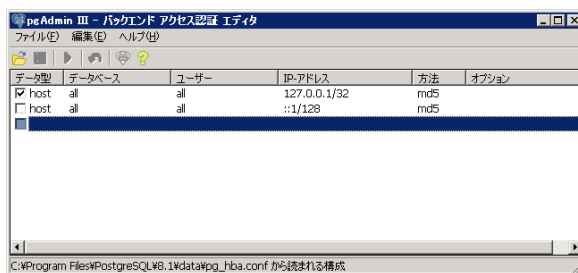 pgAdmin III - バックエンド アクセス認証 エディタ
ファイル(F) 編集(E) ヘルプ(H)
データ型 データベース ユーザー IP-アドレス 方法 オプション
host all all 127.0.0.1/32 md5
host all all ::1/128 md5
C:¥Program Files¥PostgreSQL¥8.1¥data¥pg_hba.conf から読まれる構成